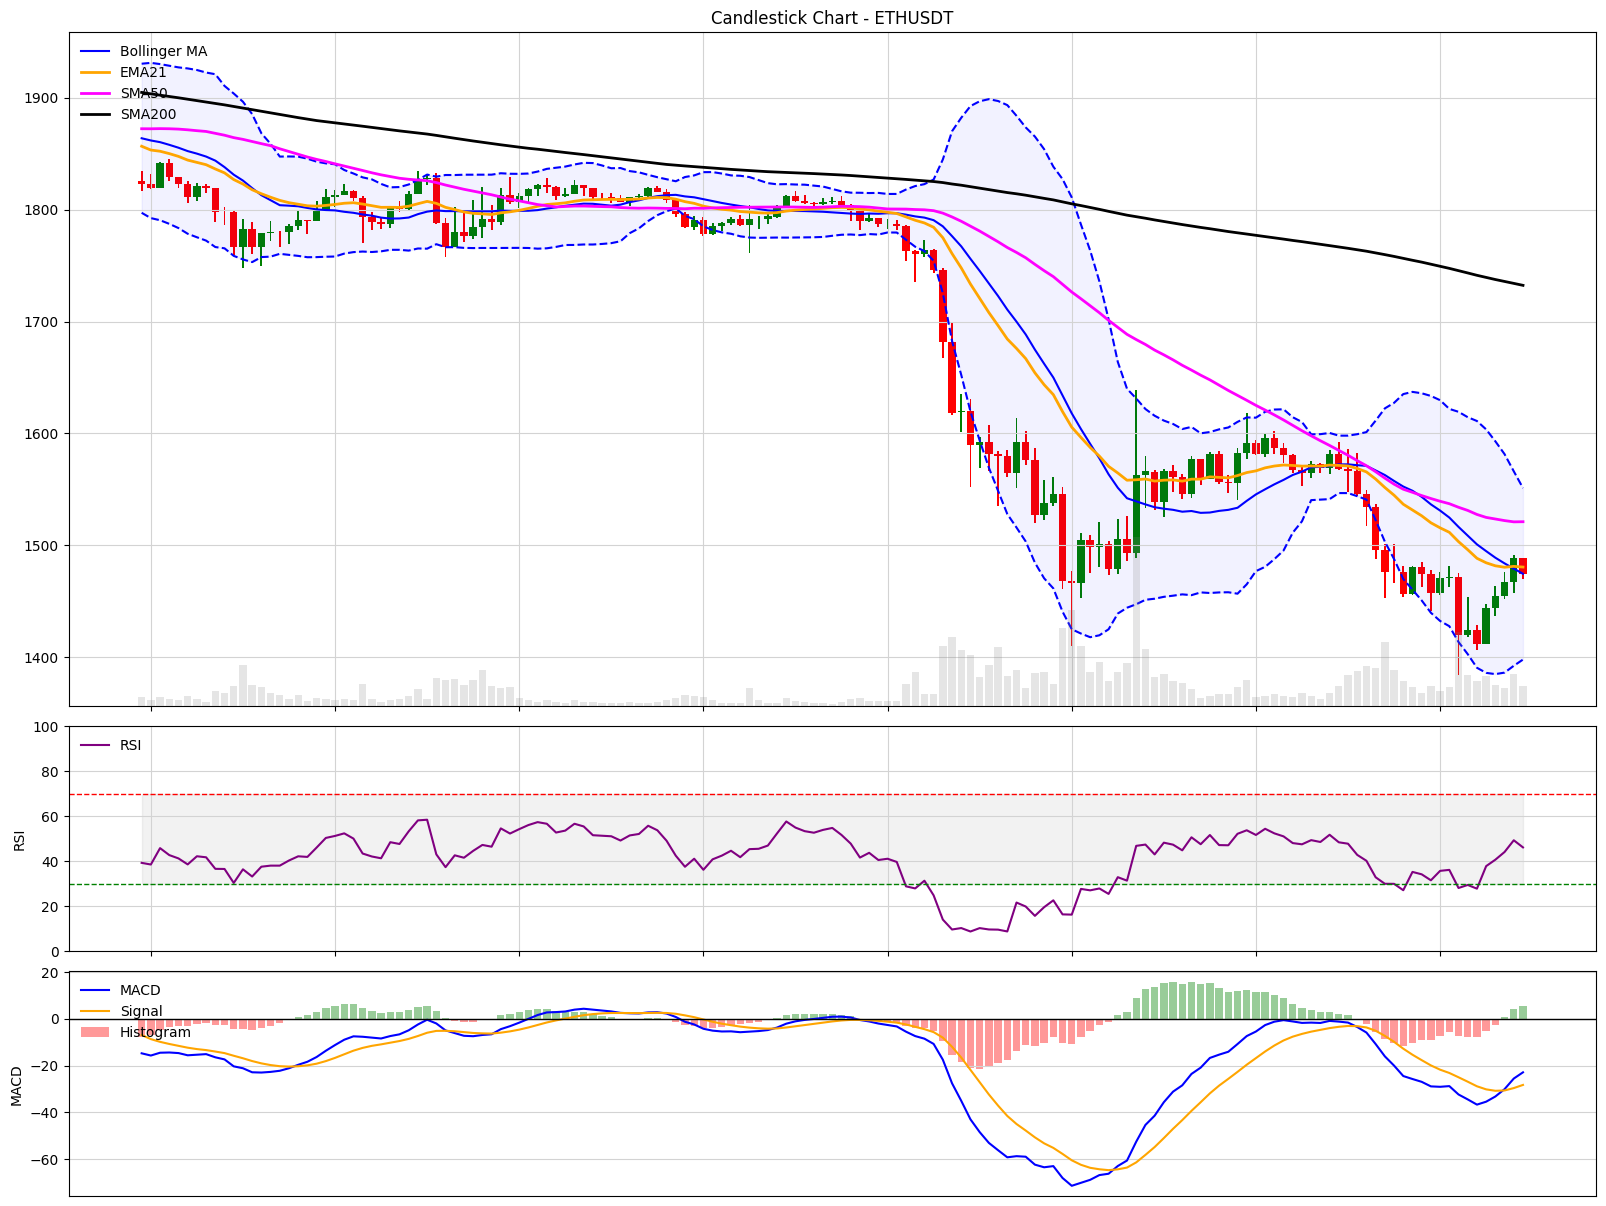 Candlestick Chart - ETHUSDT
Bollinger MA
EMA21
SMA50
SMA200
1900
1800
1700
1600
1500
1400
RSI
100
80
60
40
20
0
RSI
MACD
Signal
Histogram
20
0
−20
−40
−60
MACD